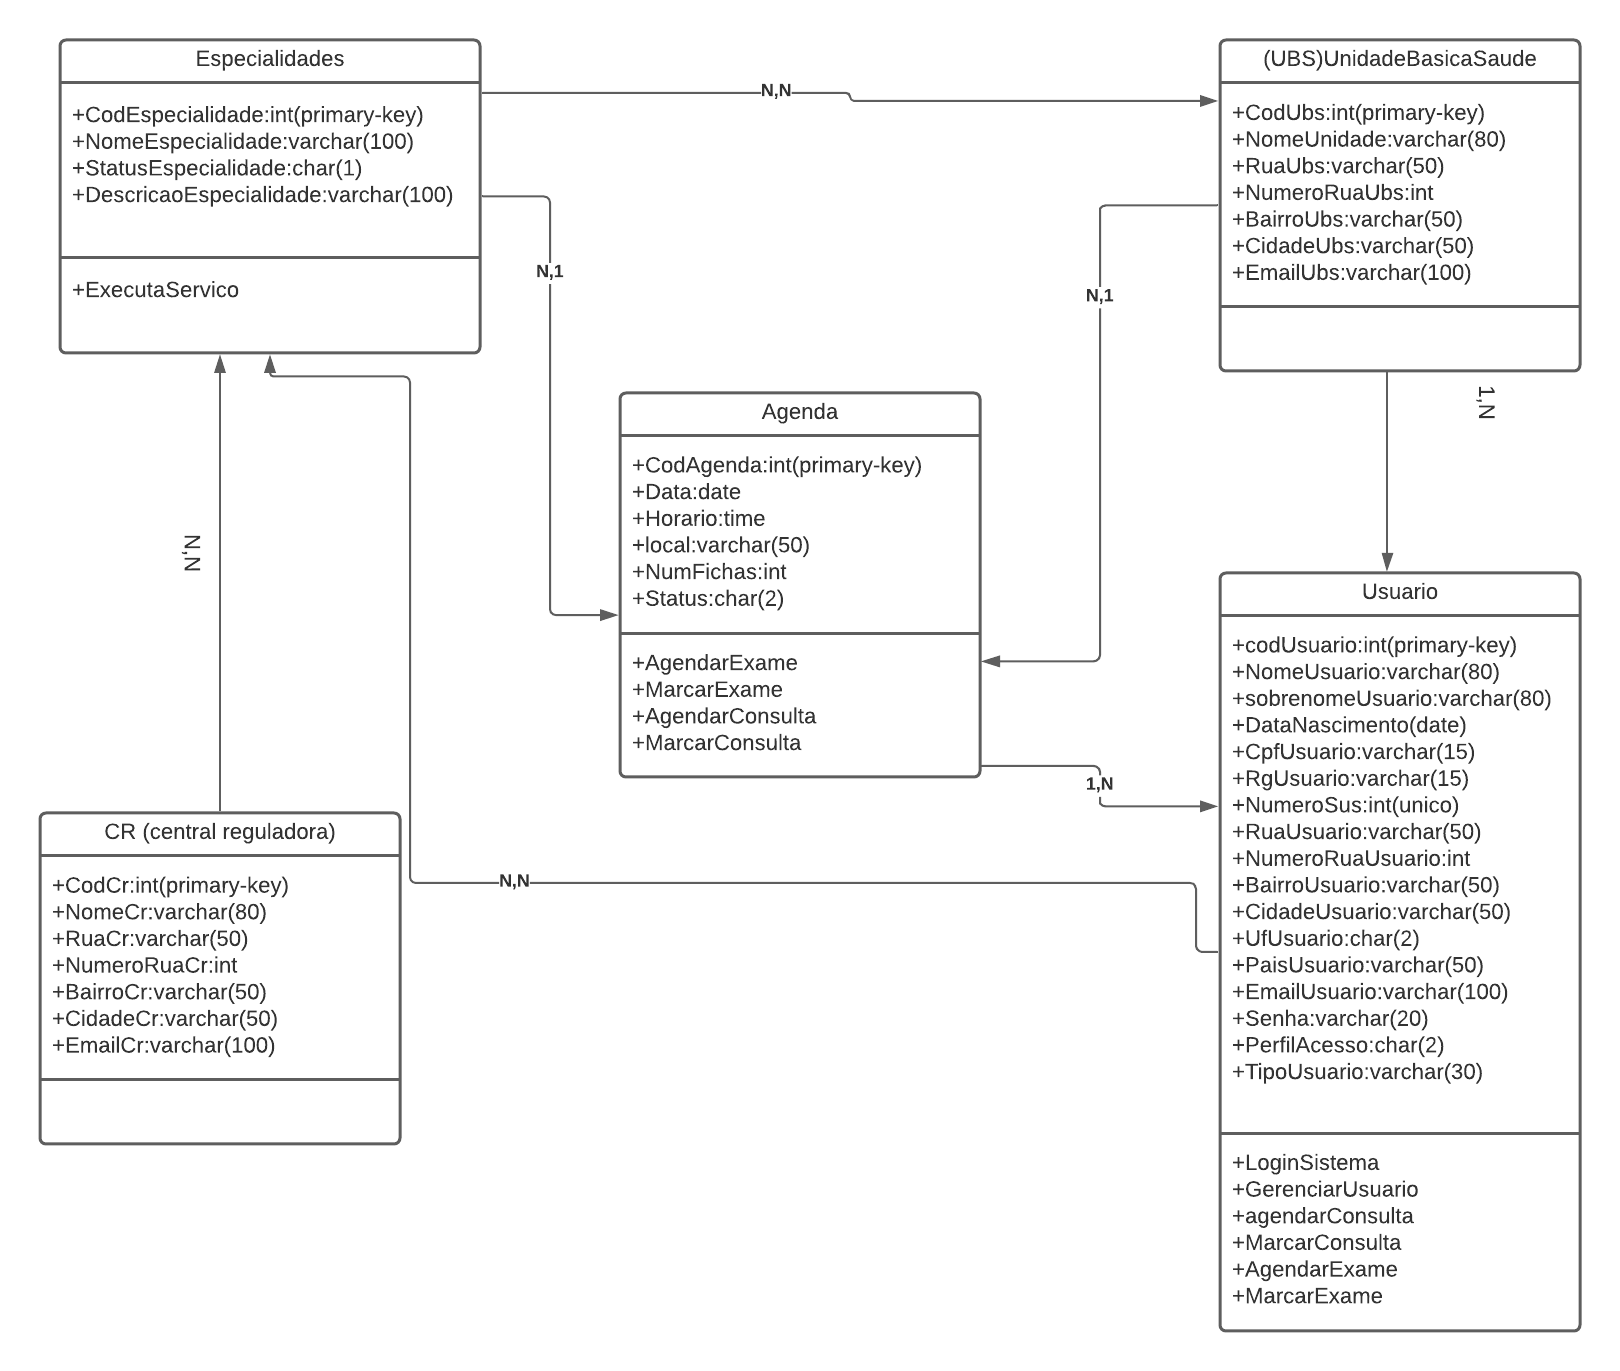 Especialidades
+CodEspecialidade:int(primary-key)
+NomeEspecialidade:varchar(100)
+StatusEspecialidade:char(1)
+DescricaoEspecialidade:varchar(100)
+ExecutaServico
N,N
(UBS)UnidadeBasicaSaude
+CodUbs:int(primary-key)
+NomeUnidade:varchar(80)
+RuaUbs:varchar(50)
+NumeroRuaUbs:int
+BairroUbs:varchar(50)
+CidadeUbs:varchar(50)
+EmailUbs:varchar(100)
N,1
N,1
1,N
Agenda
+CodAgenda:int(primary-key)
+Data:date
+Horario:time
+local:varchar(50)
+NumFichas:int
+Status:char(2)
+AgendarExame
+MarcarExame
+AgendarConsulta
+MarcarConsulta
N,N
1,N
N,N
CR (central reguladora)
+CodCr:int(primary-key)
+NomeCr:varchar(80)
+RuaCr:varchar(50)
+NumeroRuaCr:int
+BairroCr:varchar(50)
+CidadeCr:varchar(50)
+EmailCr:varchar(100)
Usuario
+codUsuario:int(primary-key)
+NomeUsuario:varchar(80)
+sobrenomeUsuario:varchar(80)
+DataNascimento(date)
+CpfUsuario:varchar(15)
+RgUsuario:varchar(15)
+NumeroSus:int(unico)
+RuaUsuario:varchar(50)
+NumeroRuaUsuario:int
+BairroUsuario:varchar(50)
+CidadeUsuario:varchar(50)
+UfUsuario:char(2)
+PaisUsuario:varchar(50)
+EmailUsuario:varchar(100)
+Senha:varchar(20)
+PerfilAcesso:char(2)
+TipoUsuario:varchar(30)
+LoginSistema
+GerenciarUsuario
+agendarConsulta
+MarcarConsulta
+AgendarExame
+MarcarExame